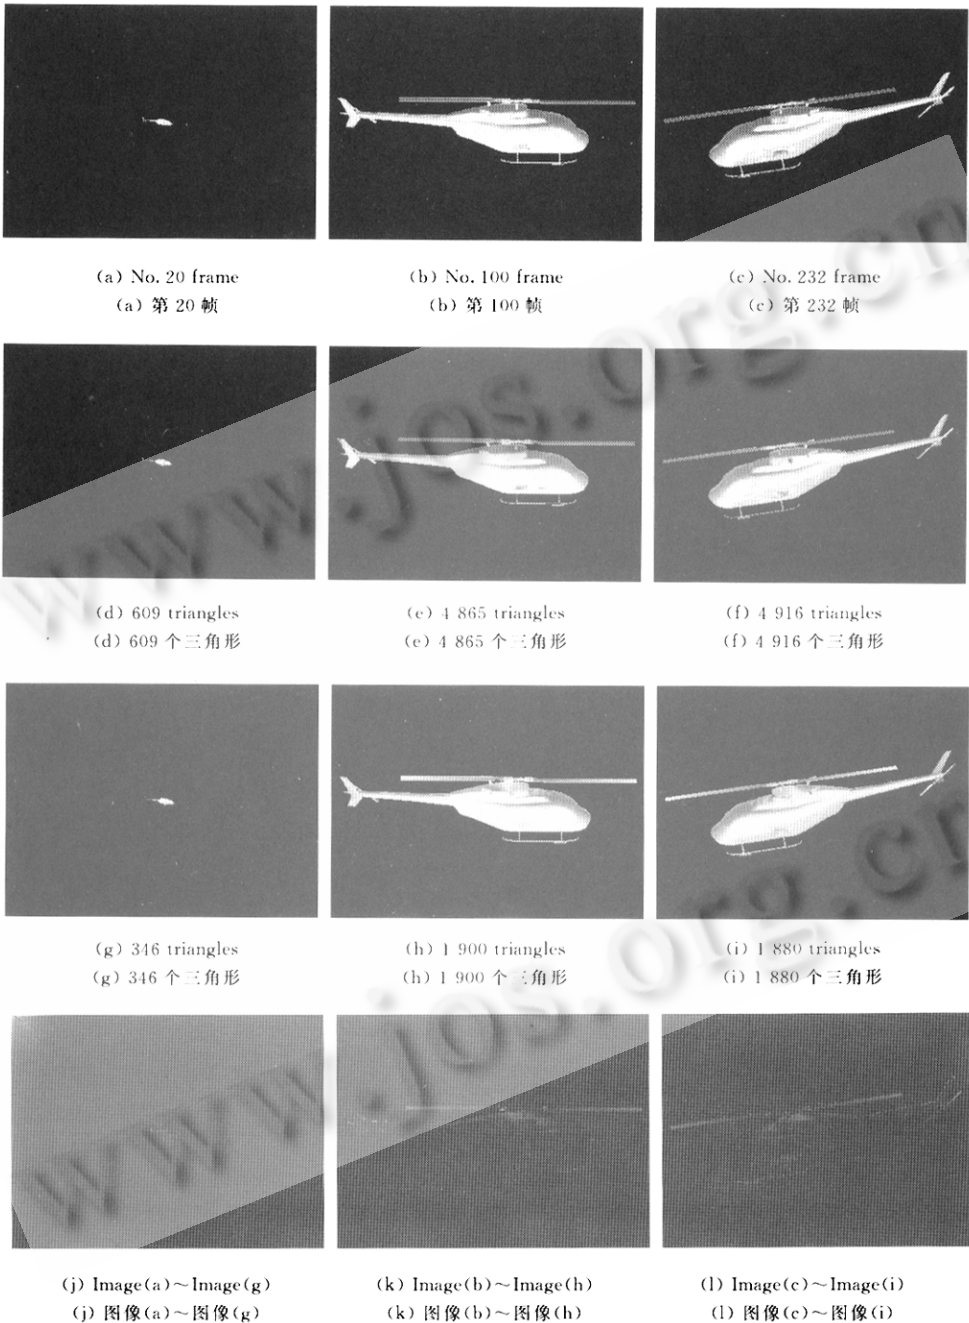 (a) No. 20 frame
(b) No. 100 frame
(c) No. 232 frame
(a) 第 20 帧
(b) 第 100 帧
(c) 第 232 帧
(d) 609 triangles
(e) 4 865 triangles
(f) 4 916 triangles
(d) 609 个三角形
(e) 4 865 个三角形
(f) 4 916 个三角形
(g) 346 triangles
(h) 1 900 triangles
(i) 1 880 triangles
(g) 346 个三角形
(h) 1 900 个三角形
(i) 1 880 个三角形
(j) Image(a)~Image(g)
(k) Image(b)~Image(h)
(l) Image(c)~Image(i)
(j) 图像(a)~图像(g)
(k) 图像(b)~图像(h)
(l) 图像(c)~图像(i)
www.jos.org.cn
www.jos.org.cn